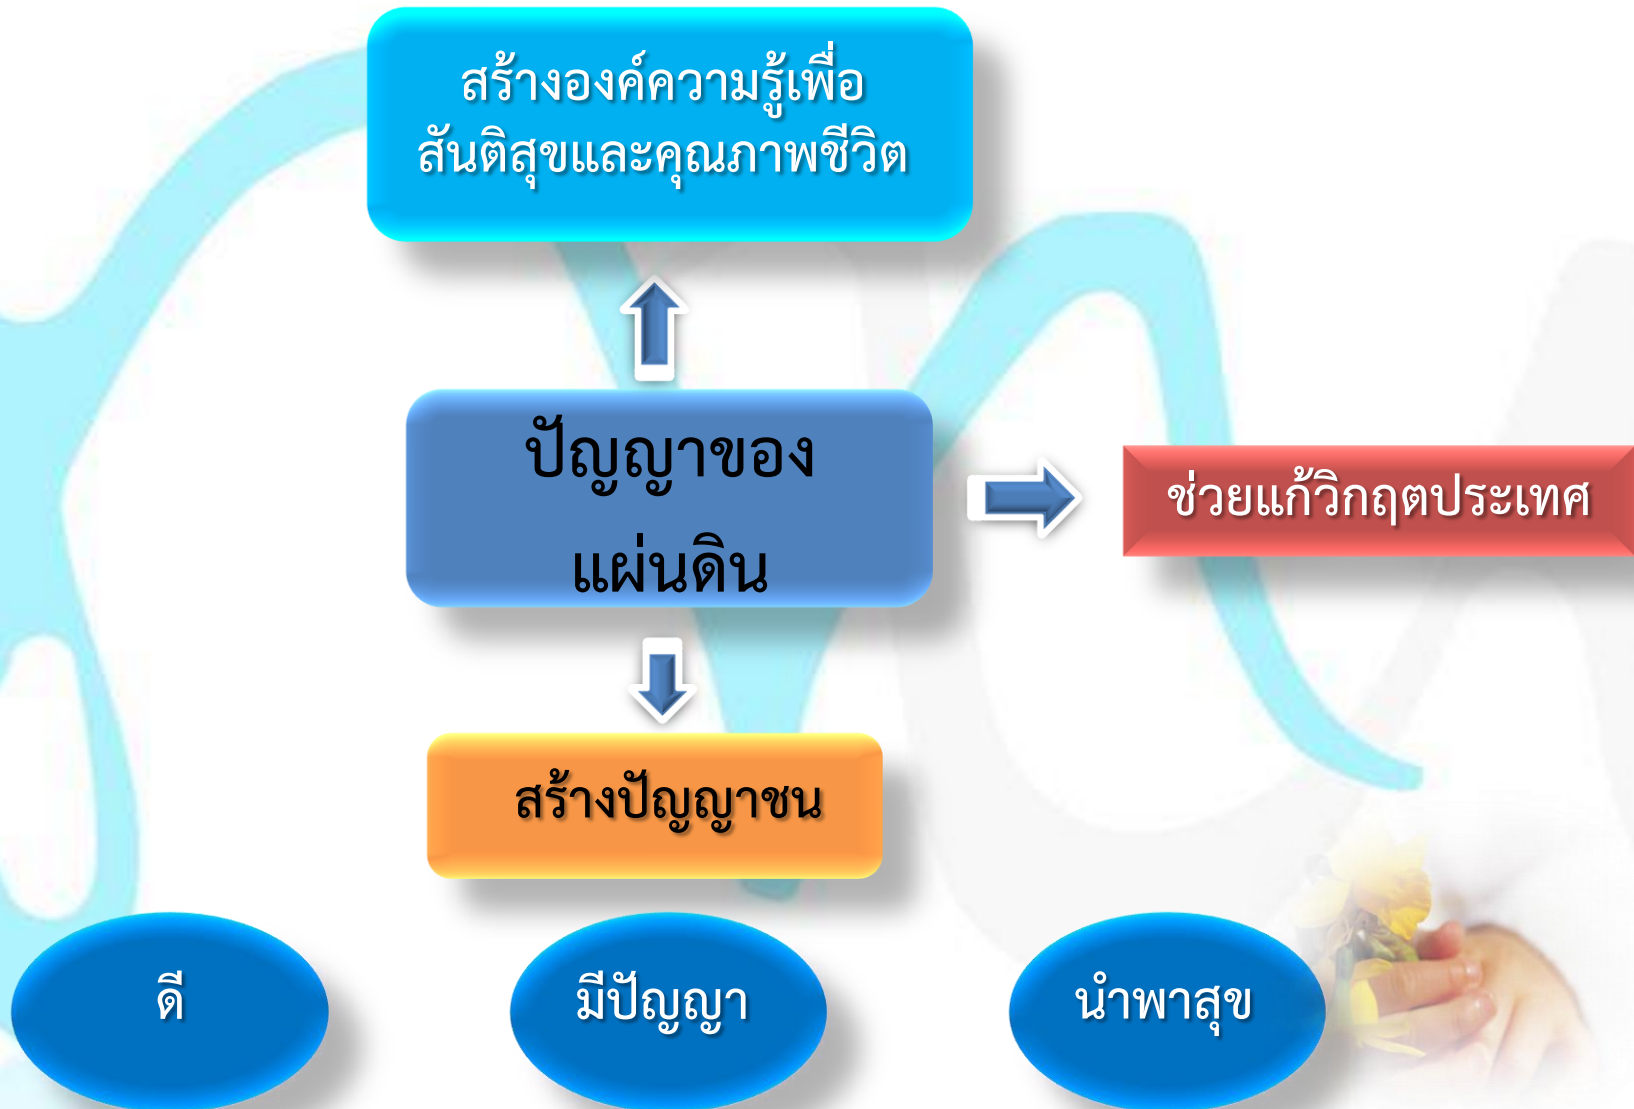 สร้างองค์ความรู้เพื่อ
สันติสุขและคุณภาพชีวิต
ปัญญาของ
แผ่นดิน
ช่วยแก้วิกฤตประเทศ
สร้างปัญญาชน
ดี
มีปัญญา
นำพาสุข